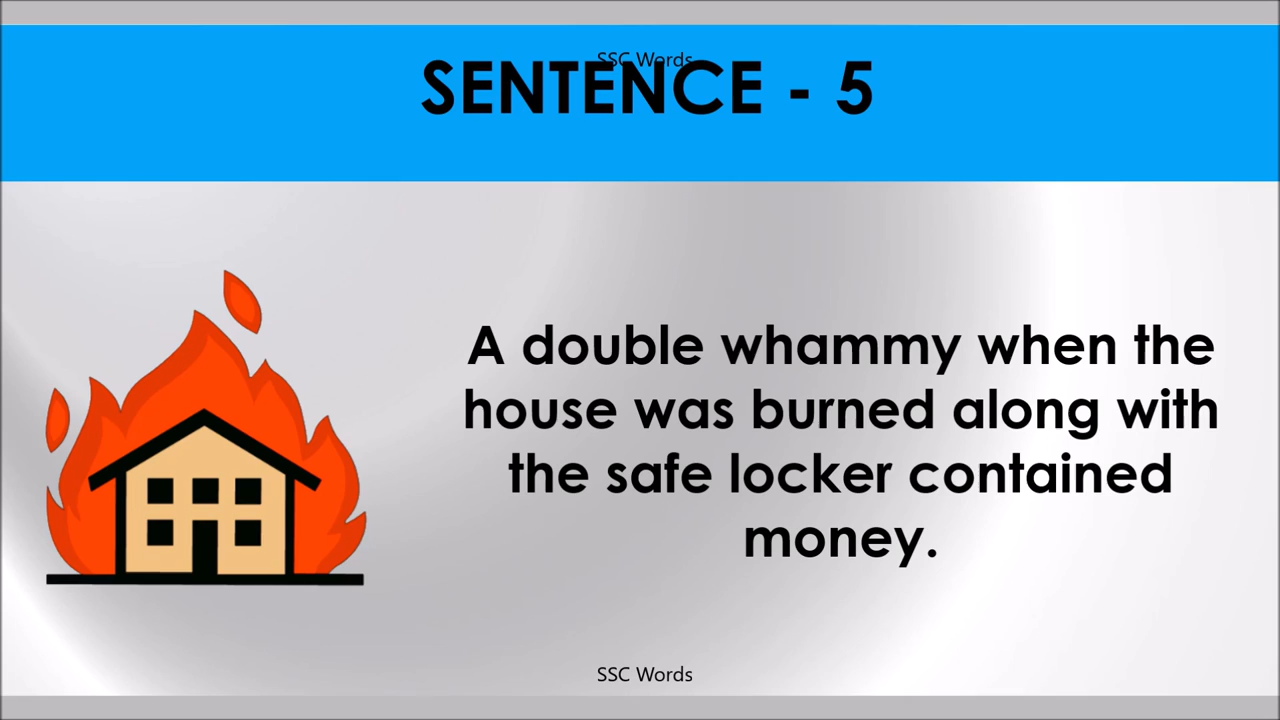 SSC Words
SENTENCE - 5
A double whammy when the
house was burned along with
the safe locker contained
money.
SSC Words